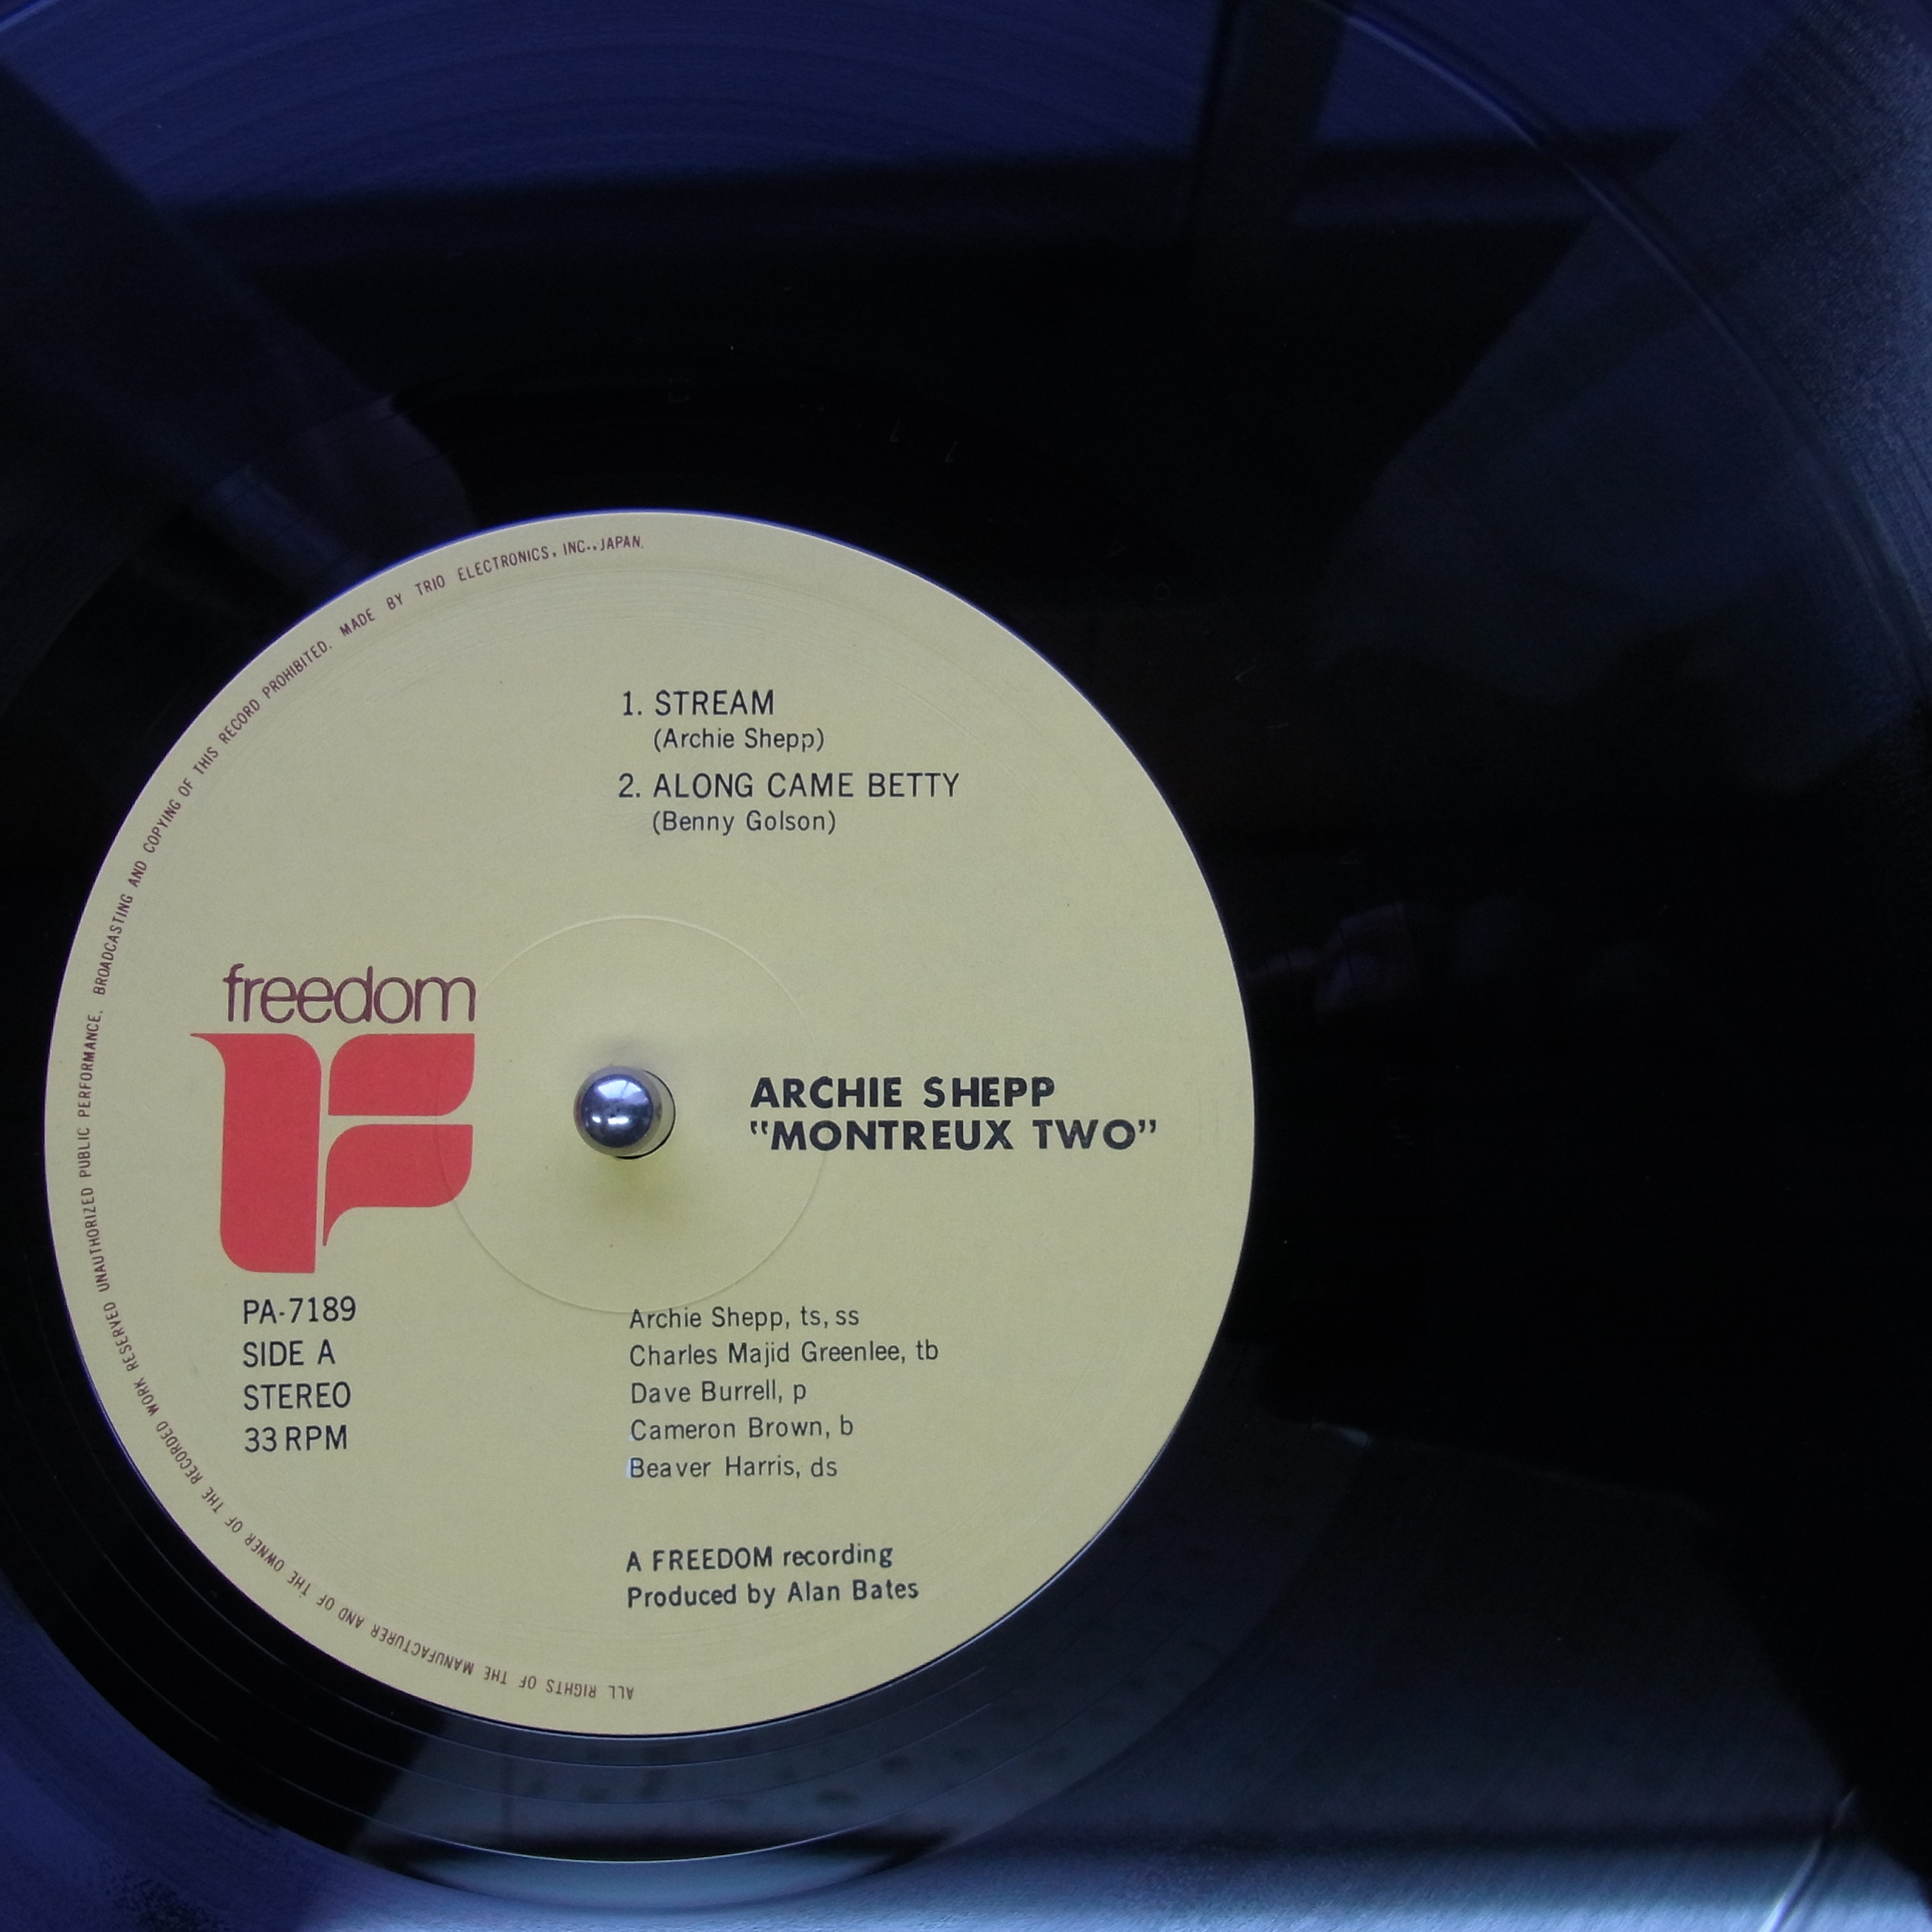 ALL RIGHTS OF THE MANUFACTURER AND OF THE OWNER OF THE RECORDED WORK RESERVED UNAUTHORIZED PUBLIC PERFORMANCE, BROADCASTING AND COPYING OF THIS RECORD PROHIBITED. MADE BY TRIO ELECTRONICS, INC., JAPAN.
1. STREAM
(Archie Shepp)
2. ALONG CAME BETTY
(Benny Golson)
freedom
ARCHIE SHEPP
"MONTREUX TWO"
PA-7189
SIDE A
STEREO
33 RPM
Archie Shepp, ts, ss
Charles Majid Greenlee, tb
Dave Burrell, p
Cameron Brown, b
Beaver Harris, ds
A FREEDOM recording
Produced by Alan Bates